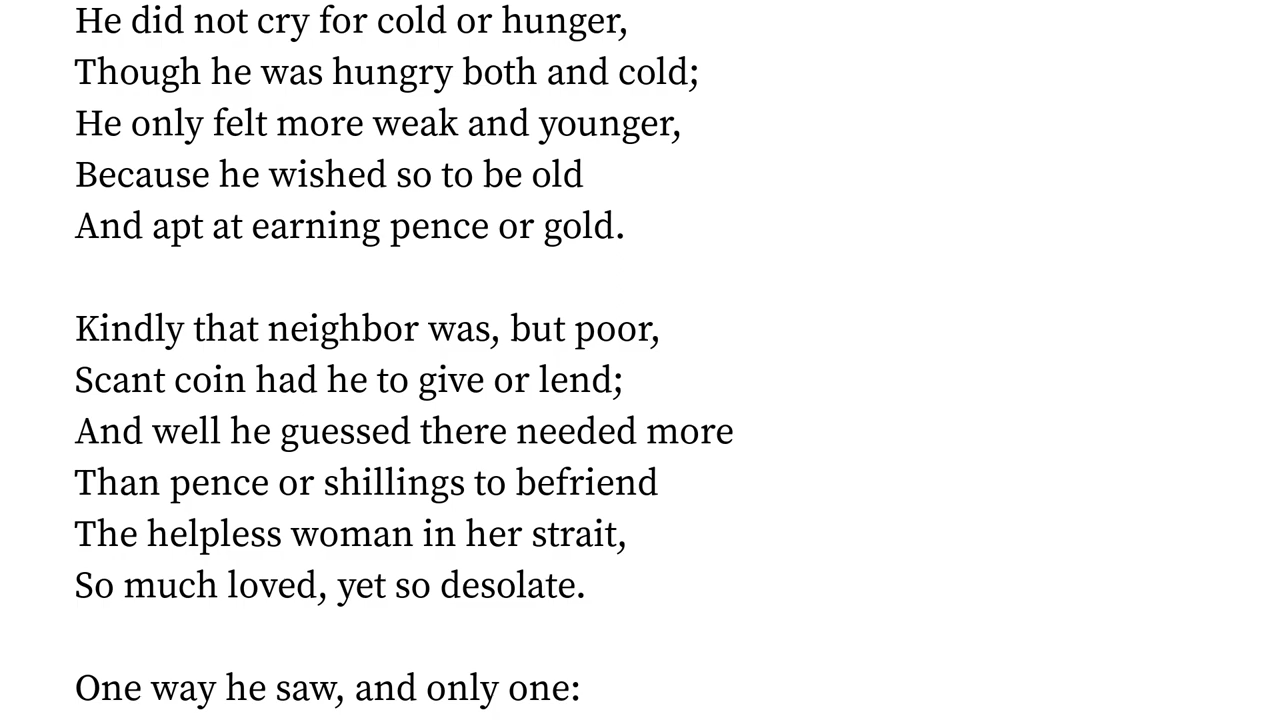 He did not cry for cold or hunger,
Though he was hungry both and cold;
He only felt more weak and younger,
Because he wished so to be old
And apt at earning pence or gold.
Kindly that neighbor was, but poor,
Scant coin had he to give or lend;
And well he guessed there needed more
Than pence or shillings to befriend
The helpless woman in her strait,
So much loved, yet so desolate.
One way he saw, and only one: